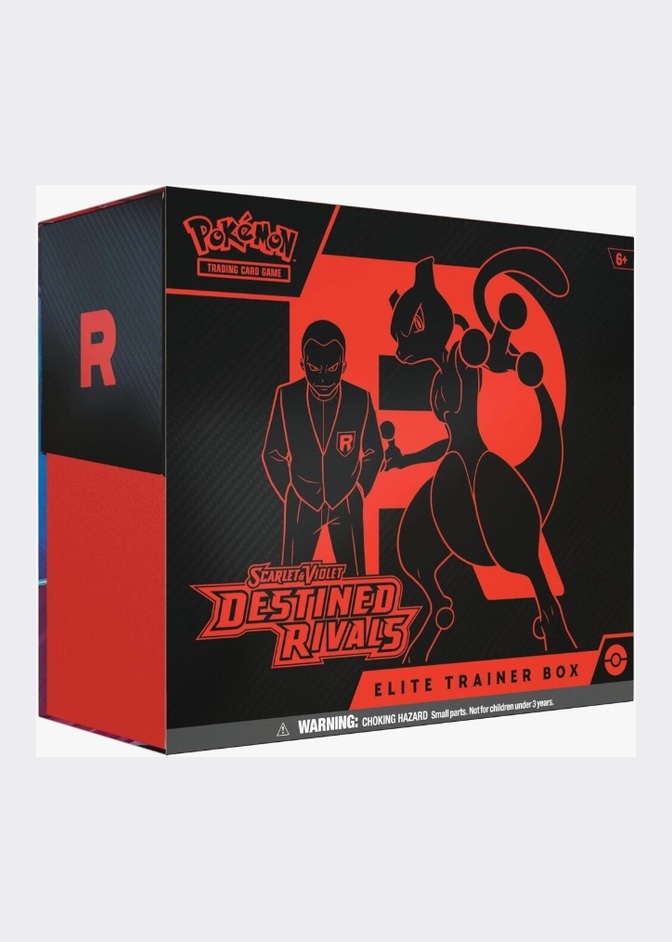 POKéMON
TRADING CARD GAME
6+
R
R
SCARLET & VIOLET
DESTINED
RIVALS
ELITE TRAINER BOX
WARNING: CHOKING HAZARD Small parts. Not for children under 3 years.